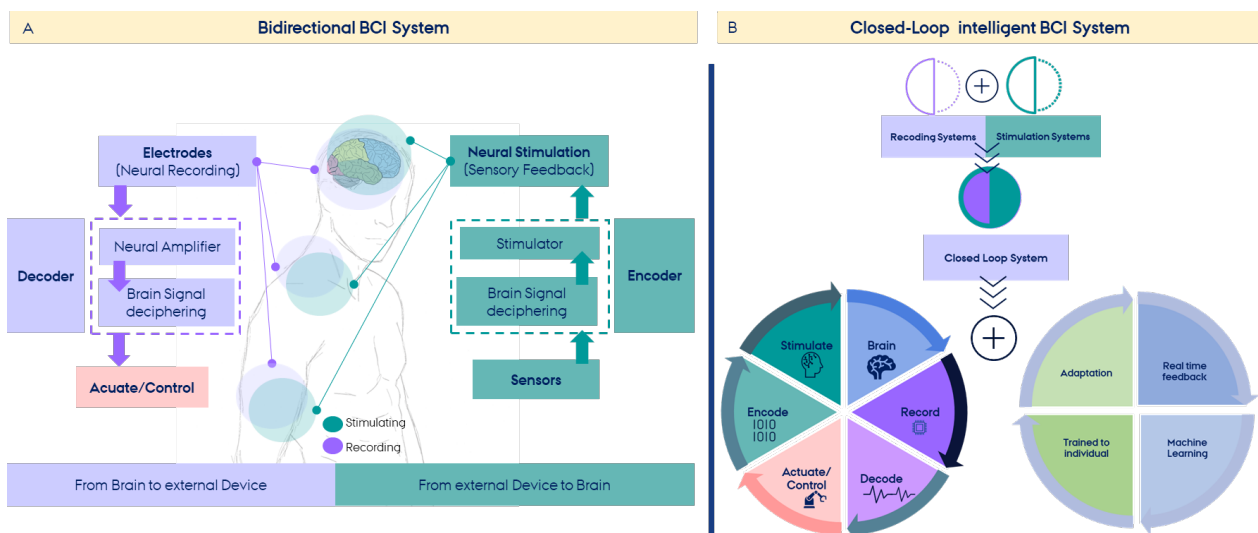 A
Bidirectional BCI System
Electrodes
(Neural Recording)
Neural Amplifier
Brain Signal
deciphering
Decoder
Acuate/Control
Neural Stimulation
(Sensory Feedback)
Stimulator
Brain Signal
deciphering
Encoder
Sensors
Stimulating
Recording
From Brain to external Device
From external Device to Brain
B
Closed-Loop intelligent BCI System
Recoding Systems
Stimulation Systems
Closed Loop System
Stimulate
Brain
Record
Decode
Actuate/
Control
Encode
1010
1010
Adaptation
Real time
feedback
Trained to
individual
Machine
Learning